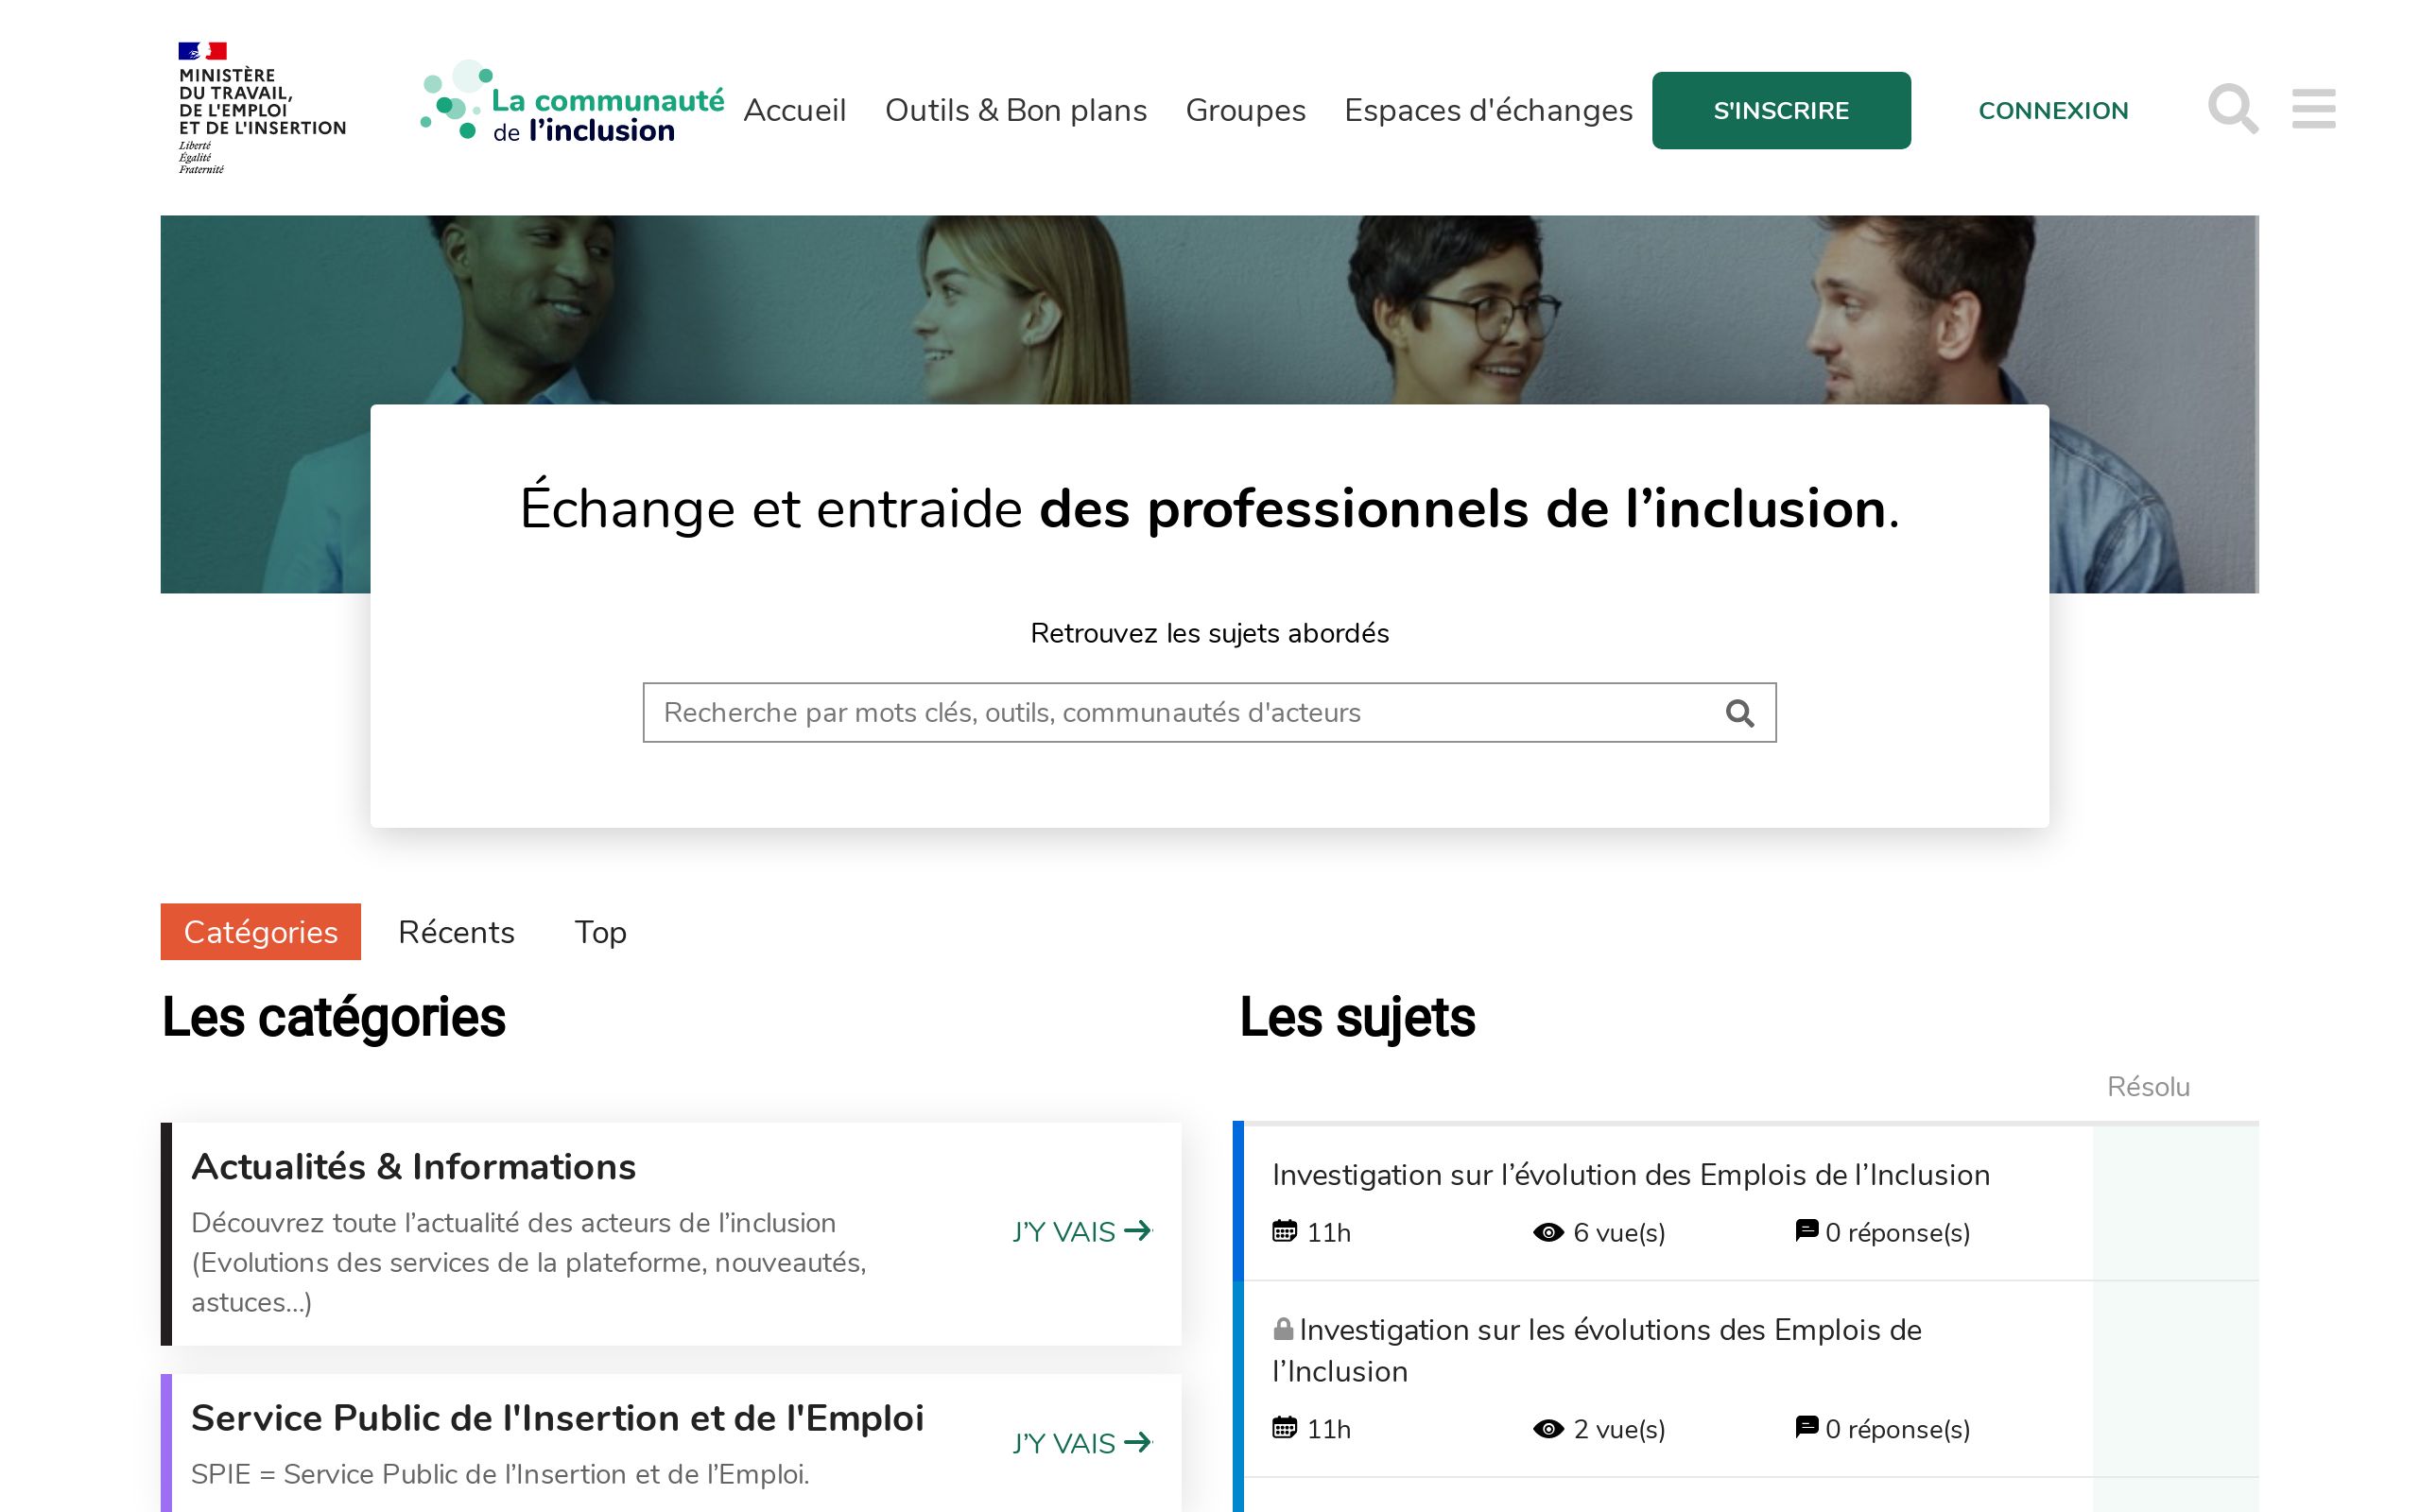 MINISTÈRE
DU TRAVAIL,
DE L'EMPLOI
ET DE L'INSERTION
Liberté
Égalité
Fraternité
La communauté
de l’inclusion
Accueil
Outils & Bon plans
Groupes
Espaces d'échanges
S'INSCRIRE
CONNEXION
Échange et entraide des professionnels de l’inclusion.
Retrouvez les sujets abordés
Recherche par mots clés, outils, communautés d'acteurs
Catégories
Récents
Top
Les catégories
Actualités & Informations
Découvrez toute l’actualité des acteurs de l’inclusion
(Evolutions des services de la plateforme, nouveautés,
astuces…)
J’Y VAIS
Service Public de l'Insertion et de l'Emploi
SPIE = Service Public de l’Insertion et de l’Emploi.
J’Y VAIS
Les sujets
Résolu
Investigation sur l’évolution des Emplois de l’Inclusion
11h
6 vue(s)
0 réponse(s)
Investigation sur les évolutions des Emplois de
l’Inclusion
11h
2 vue(s)
0 réponse(s)